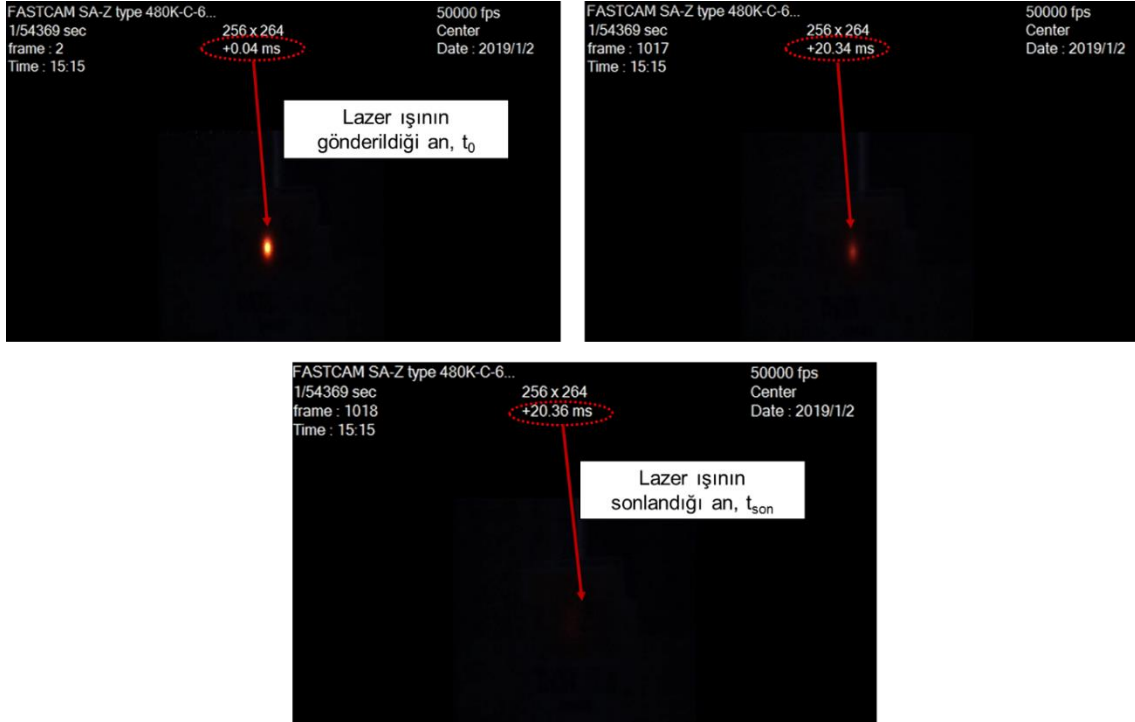 FASTCAM SA-Z type 480K-C-6...
50000 fps
1/54369 sec
256 x 264
Center
frame : 2
+0.04 ms
Date : 2019/1/2
Time : 15:15
Lazer ışının
gönderildiği an, t0
FASTCAM SA-Z type 480K-C-6...
50000 fps
1/54369 sec
256 x 264
Center
frame : 1017
+20.34 ms
Date : 2019/1/2
Time : 15:15
FASTCAM SA-Z type 480K-C-6...
50000 fps
1/54369 sec
256 x 264
Center
frame : 1018
+20.36 ms
Date : 2019/1/2
Time : 15:15
Lazer ışının
sonlandığı an, tson